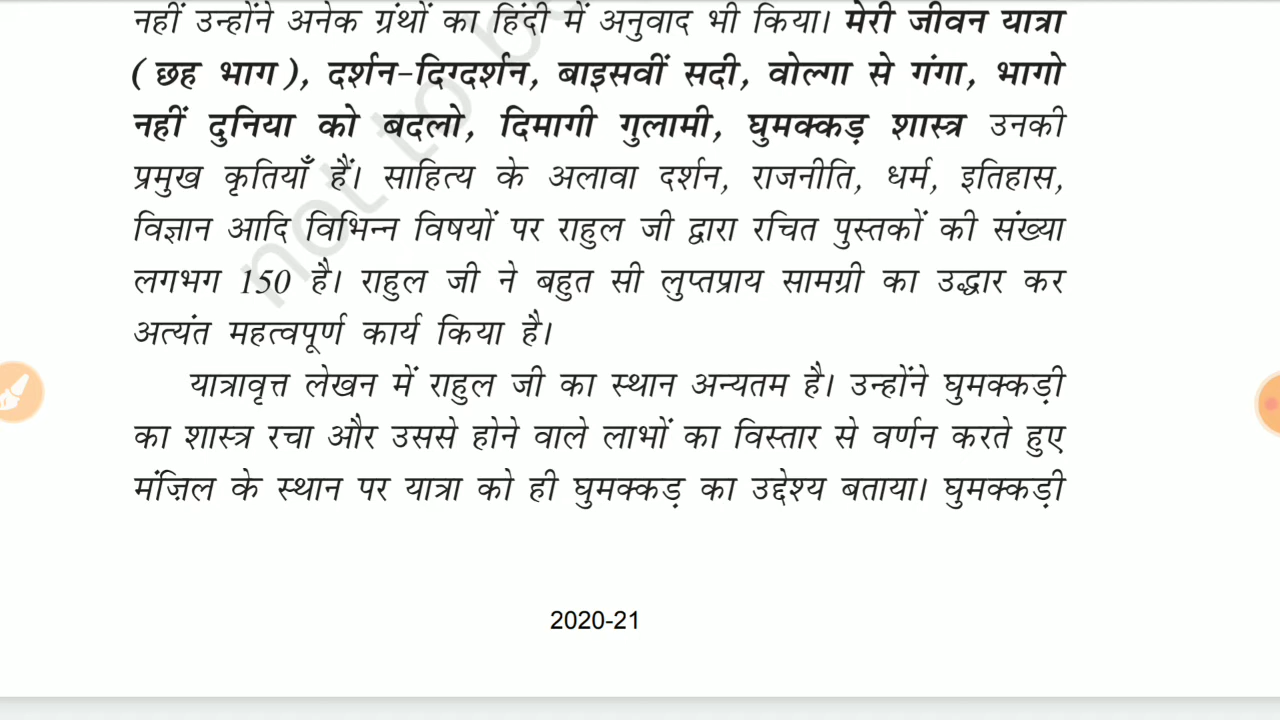 नहीं उन्होंने अनेक ग्रंथों का हिंदी में अनुवाद भी किया। मेरी जीवन यात्रा
(छह भाग), दर्शन-दिग्दर्शन, बाइसवीं सदी, वोल्गा से गंगा, भागो
नहीं दुनिया को बदलो, दिमागी गुलामी, घुमक्कड़ शास्त्र उनकी
प्रमुख कृतियाँ हैं। साहित्य के अलावा दर्शन, राजनीति, धर्म, इतिहास,
विज्ञान आदि विभिन्न विषयों पर राहुल जी द्वारा रचित पुस्तकों की संख्या
लगभग 150 है। राहुल जी ने बहुत सी लुप्तप्राय सामग्री का उद्धार कर
अत्यंत महत्वपूर्ण कार्य किया है।
यात्रावृत्त लेखन में राहुल जी का स्थान अन्यतम है। उन्होंने घुमक्कड़ी
का शास्त्र रचा और उससे होने वाले लाभों का विस्तार से वर्णन करते हुए
मंज़िल के स्थान पर यात्रा को ही घुमक्कड़ का उद्देश्य बताया। घुमक्कड़ी
not to b
2020-21